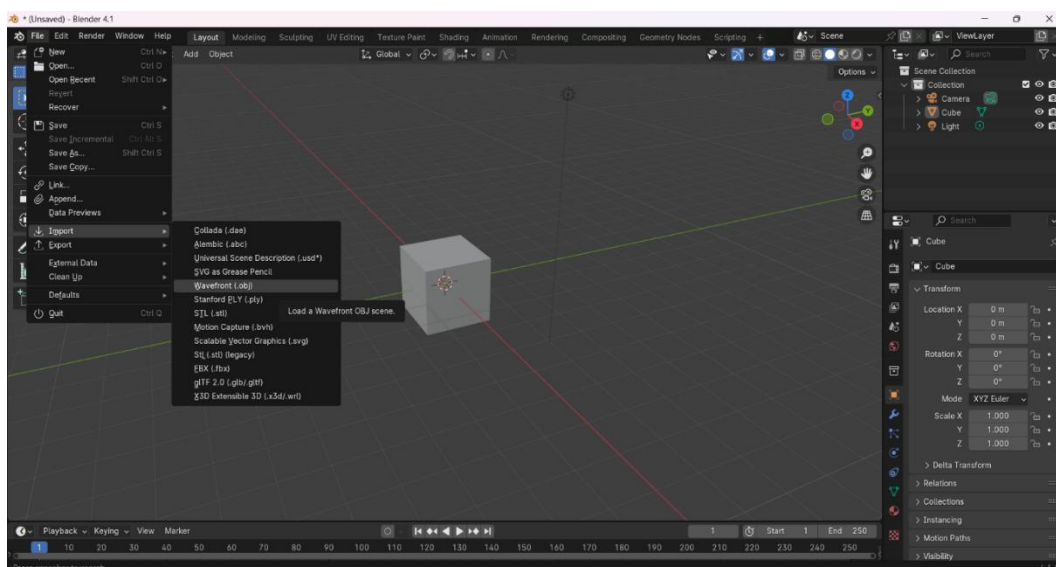 * (Unsaved) - Blender 4.1
File Edit Render Window Help Layout Modeling Sculpting UV Editing Texture Paint Shading Animation Rendering Compositing Geometry Nodes Scripting + Scene ViewLayer
Add Object Global Search
Options
New Ctrl N
Open... Ctrl O
Open Recent Shift Ctrl O
Revert
Recover
Save Ctrl S
Save Incremental Ctrl Alt S
Save As... Shift Ctrl S
Save Copy...
Link...
Append...
Data Previews
Import
Export
External Data
Clean Up
Defaults
Quit Ctrl Q
Collada (.dae)
Alembic (.abc)
Universal Scene Description (.usd*)
SVG as Grease Pencil
Wavefront (.obj)
Stanford PLY (.ply)
STL (.stl)
Motion Capture (.bvh)
Scalable Vector Graphics (.svg)
Stl (.stl) (legacy)
FBX (.fbx)
glTF 2.0 (.glb/.gltf)
X3D Extensible 3D (.x3d/.wrl)
Load a Wavefront OBJ scene.
Z
Y
X
Scene Collection
Collection
Camera
Cube
Light
Search
Cube
Cube
Transform
Location X 0 m
Y 0 m
Z 0 m
Rotation X 0°
Y 0°
Z 0°
Mode XYZ Euler
Scale X 1.000
Y 1.000
Z 1.000
Delta Transform
Relations
Collections
Instancing
Motion Paths
Visibility
Playback Keying View Marker 1 Start 1 End 250
1 10 20 30 40 50 60 70 80 90 100 110 120 130 140 150 160 170 180 190 200 210 220 230 240 250